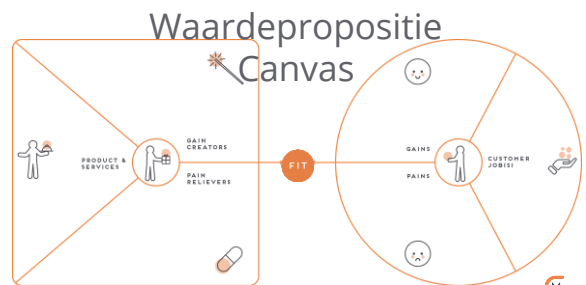 Waardepropositie
Canvas
GAIN
CREATORS
PRODUCT &
SERVICES
PAIN
RELIEVERS
FIT
GAINS
PAINS
CUSTOMER
JOB(S)